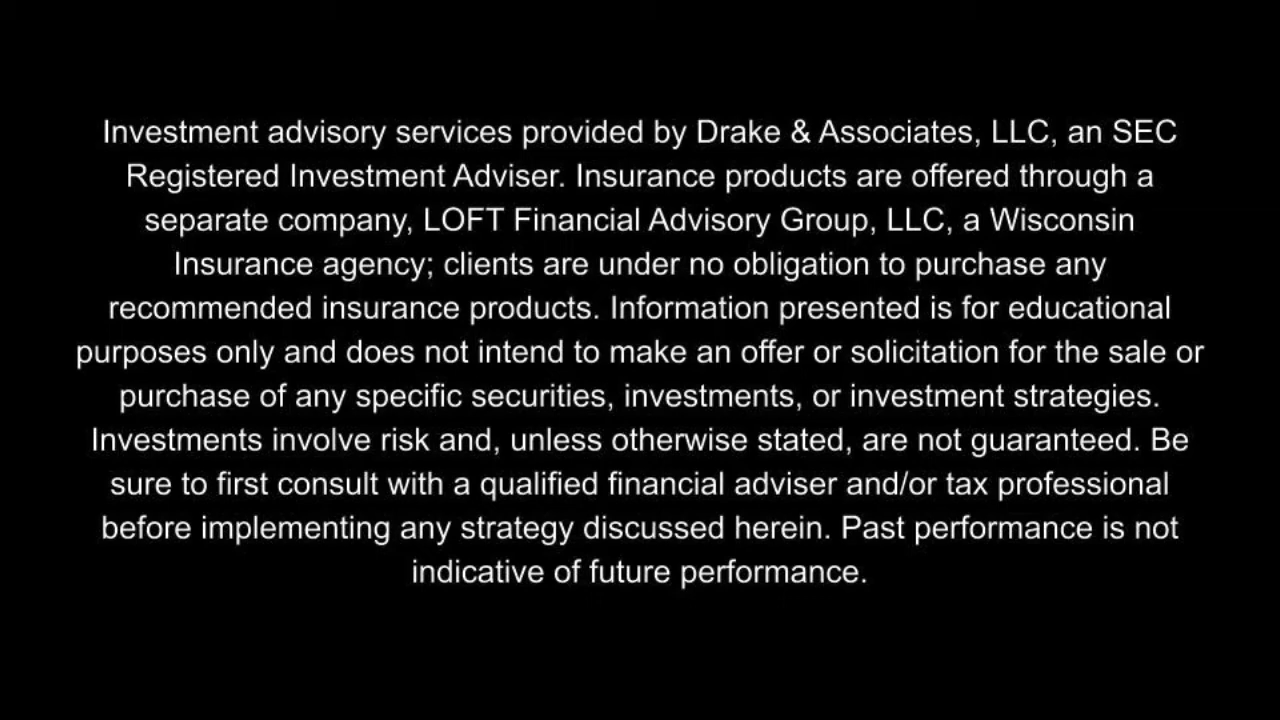 Investment advisory services provided by Drake & Associates, LLC, an SEC
Registered Investment Adviser. Insurance products are offered through a
separate company, LOFT Financial Advisory Group, LLC, a Wisconsin
Insurance agency; clients are under no obligation to purchase any
recommended insurance products. Information presented is for educational
purposes only and does not intend to make an offer or solicitation for the sale or
purchase of any specific securities, investments, or investment strategies.
Investments involve risk and, unless otherwise stated, are not guaranteed. Be
sure to first consult with a qualified financial adviser and/or tax professional
before implementing any strategy discussed herein. Past performance is not
indicative of future performance.